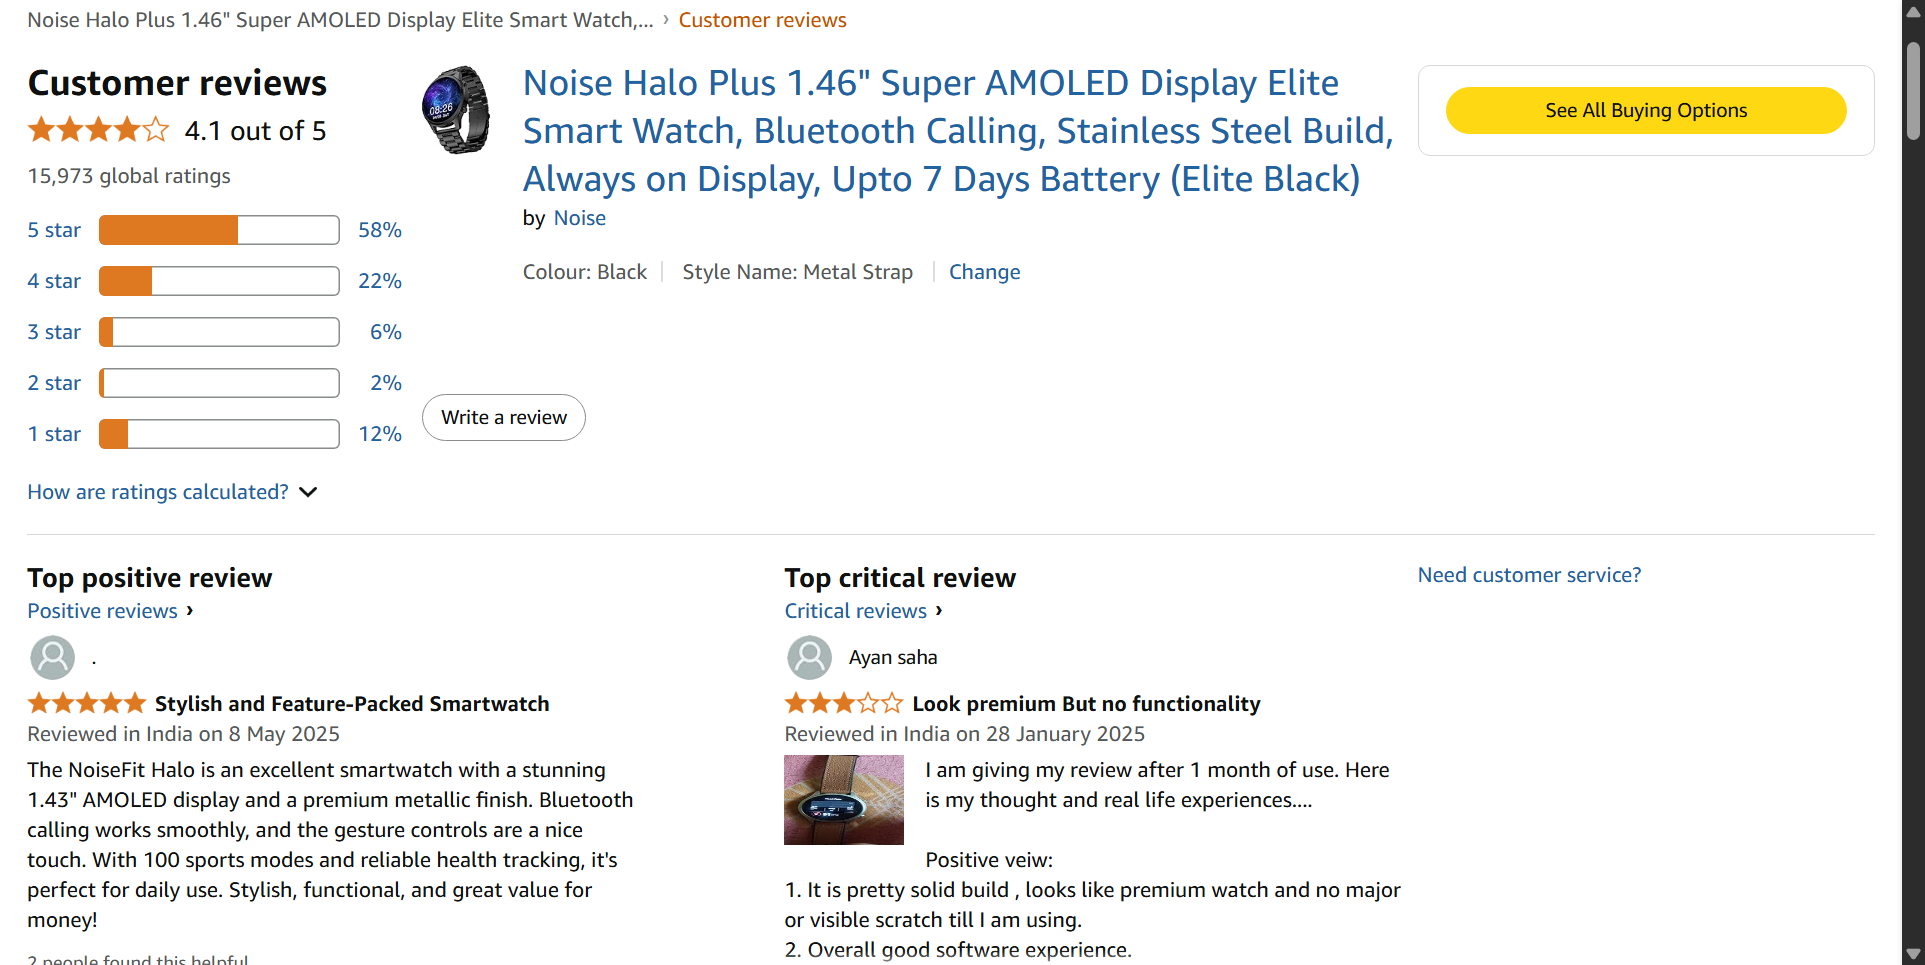 Noise Halo Plus 1.46" Super AMOLED Display Elite Smart Watch,... › Customer reviews
Customer reviews
4.1 out of 5
15,973 global ratings
5 star 58%
4 star 22%
3 star 6%
2 star 2%
1 star 12%
How are ratings calculated?
08:26
Noise Halo Plus 1.46" Super AMOLED Display Elite
Smart Watch, Bluetooth Calling, Stainless Steel Build,
Always on Display, Upto 7 Days Battery (Elite Black)
by Noise
Colour: Black | Style Name: Metal Strap | Change
Write a review
See All Buying Options
Top positive review
Positive reviews ›
.
Stylish and Feature-Packed Smartwatch
Reviewed in India on 8 May 2025
The NoiseFit Halo is an excellent smartwatch with a stunning
1.43" AMOLED display and a premium metallic finish. Bluetooth
calling works smoothly, and the gesture controls are a nice
touch. With 100 sports modes and reliable health tracking, it's
perfect for daily use. Stylish, functional, and great value for
money!
2 people found this helpful
Top critical review
Critical reviews ›
Ayan saha
Look premium But no functionality
Reviewed in India on 28 January 2025
I am giving my review after 1 month of use. Here
is my thought and real life experiences....
Positive veiw:
1. It is pretty solid build , looks like premium watch and no major
or visible scratch till I am using.
2. Overall good software experience.
Need customer service?